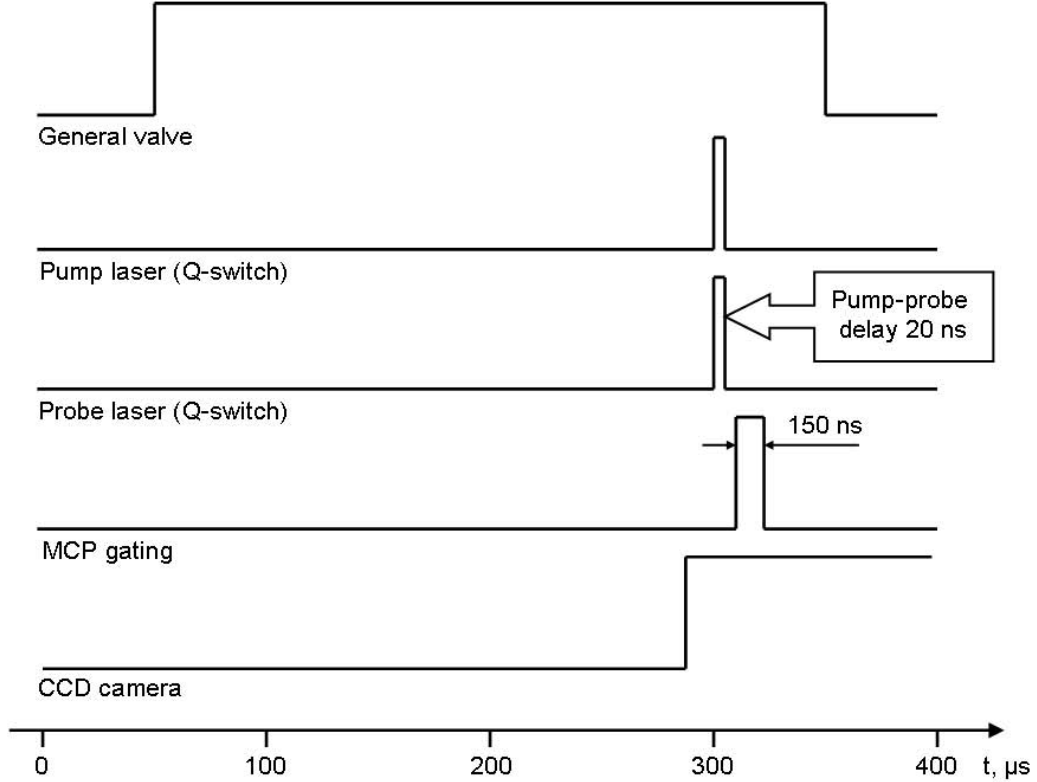 General valve
Pump laser (Q-switch)
Pump-probe
delay 20 ns
Probe laser (Q-switch)
150 ns
MCP gating
CCD camera
0 100 200 300 400 t, µs